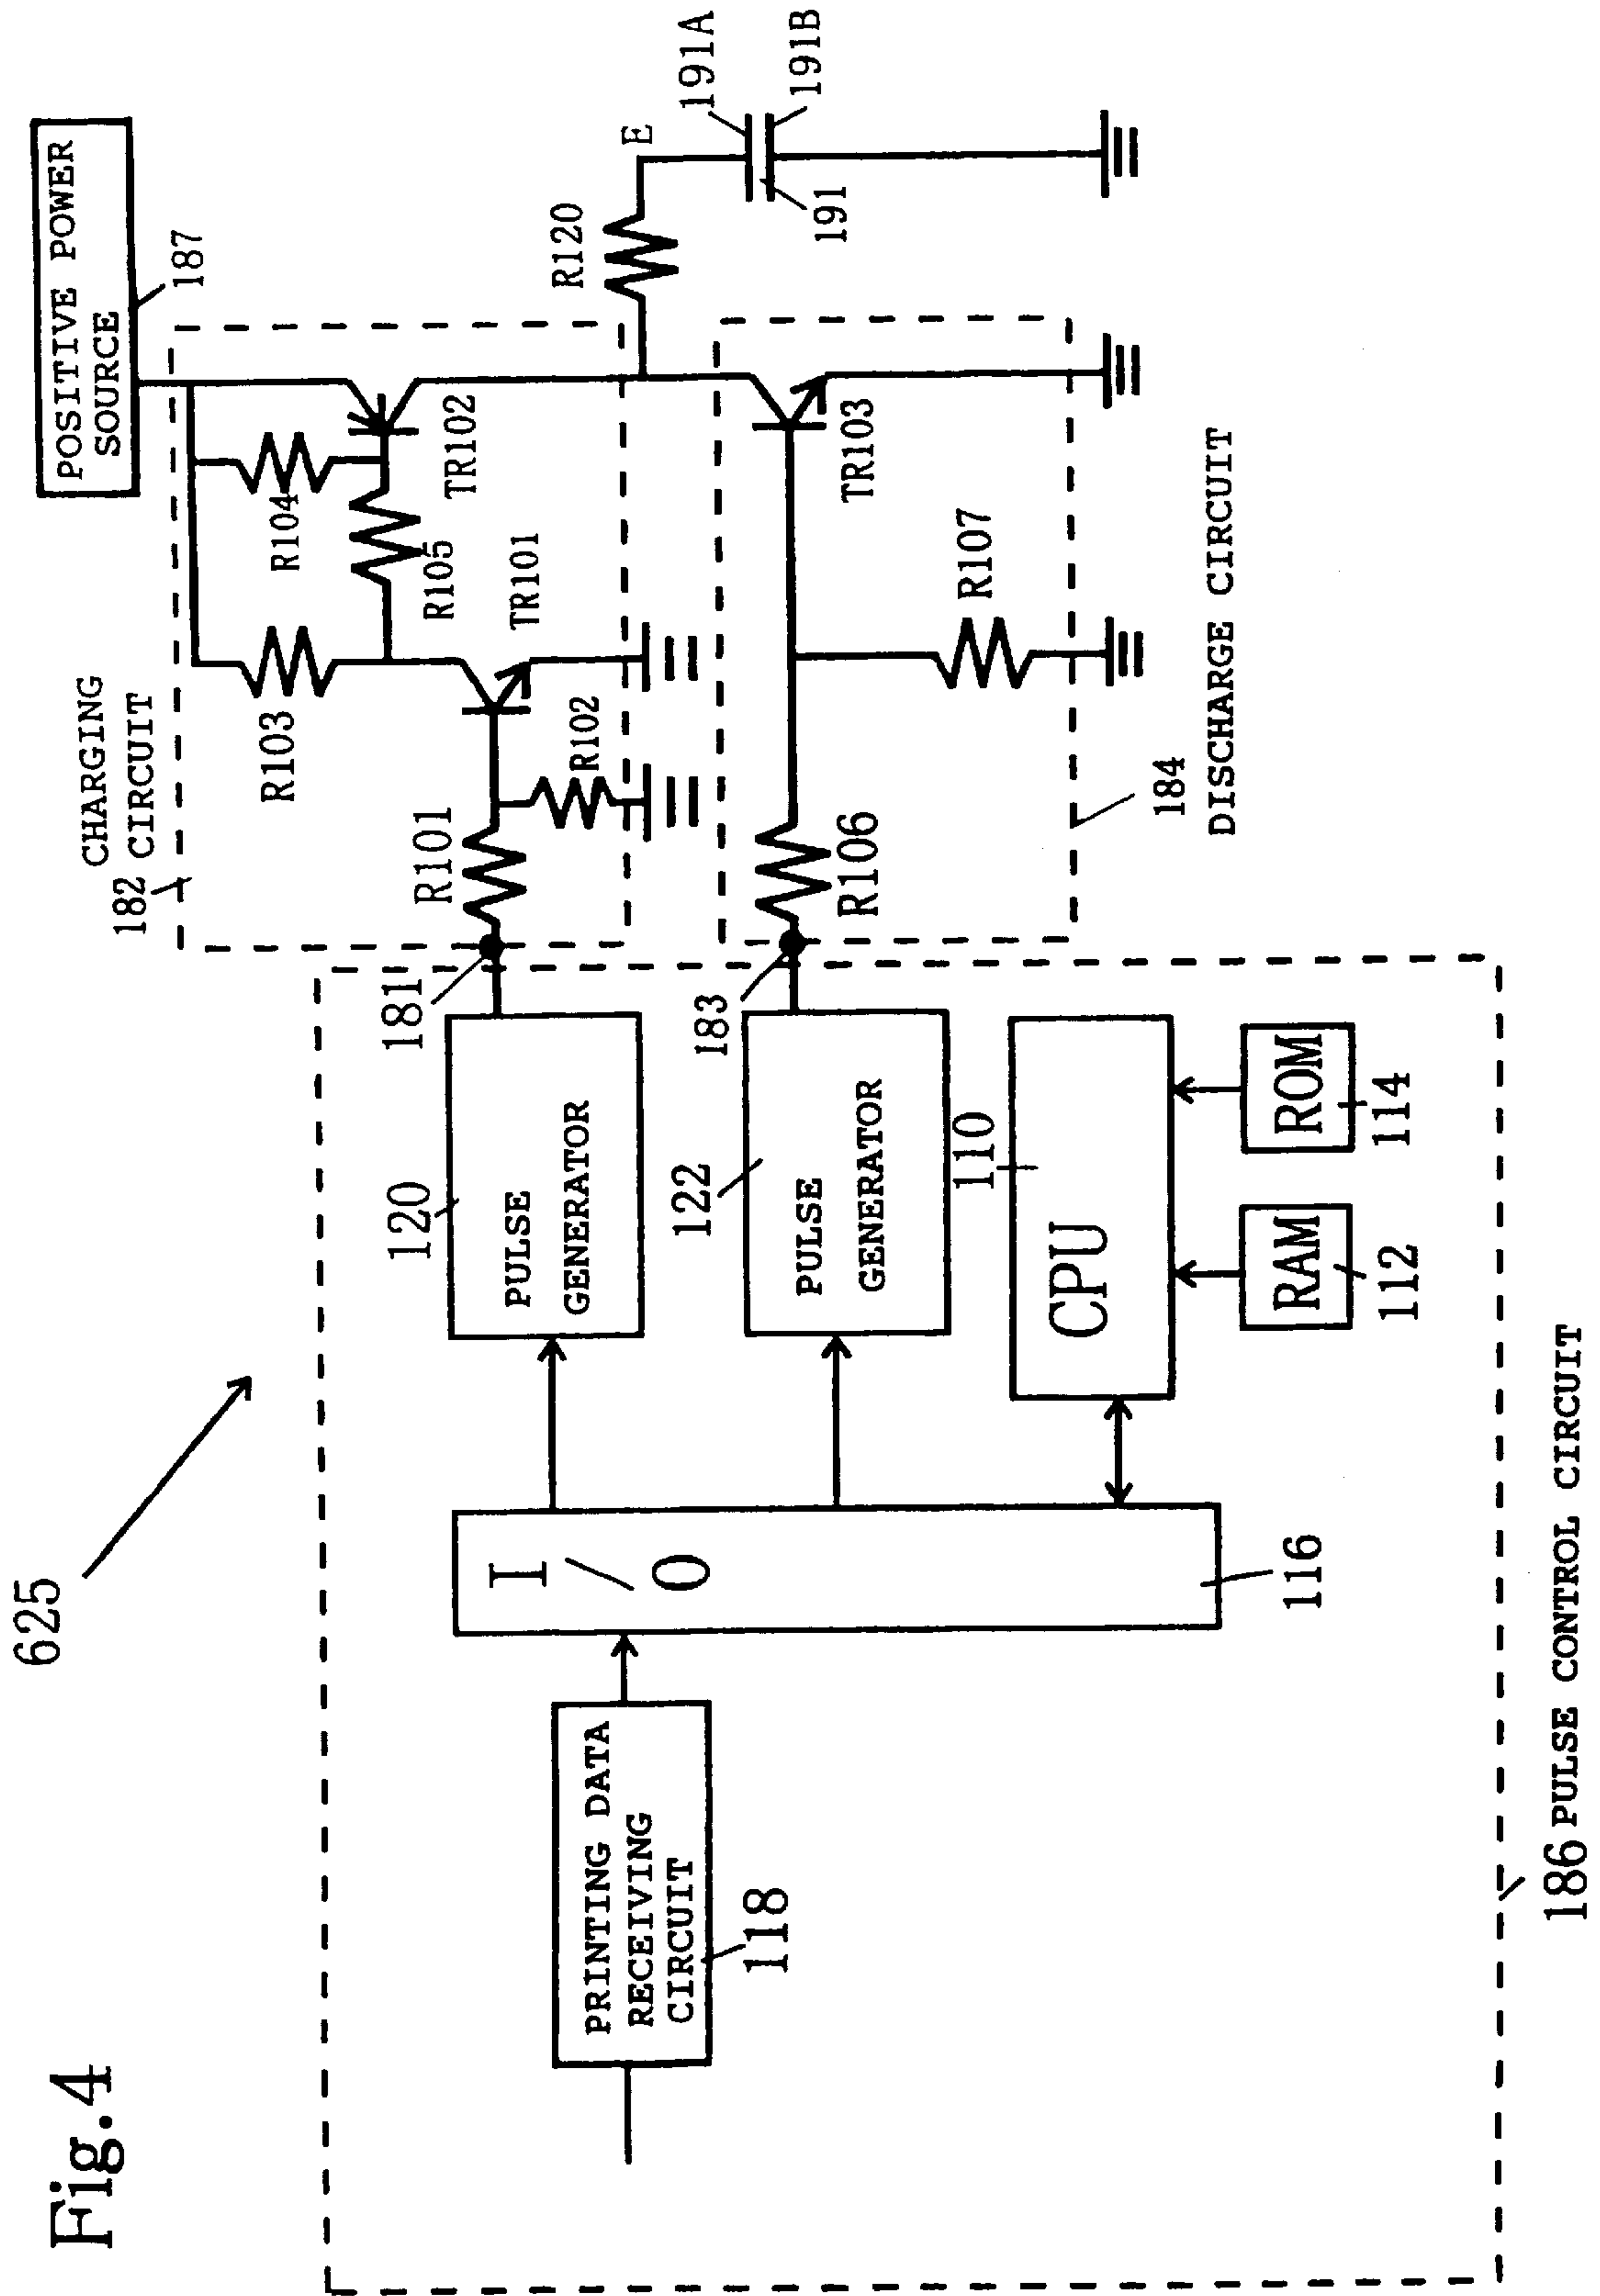 Fig.4
625
POSITIVE POWER
SOURCE
187
CHARGING
182 CIRCUIT
R103
R104
R105
TR102
TR101
R101
R102
R120
E
191A
191B
191
181
183
R106
R107
TR103
184
DISCHARGE CIRCUIT
120
PULSE
GENERATOR
122
PULSE
GENERATOR
110
CPU
ROM
114
RAM
112
I/O
116
PRINTING DATA
RECEIVING
CIRCUIT
118
186 PULSE CONTROL CIRCUIT